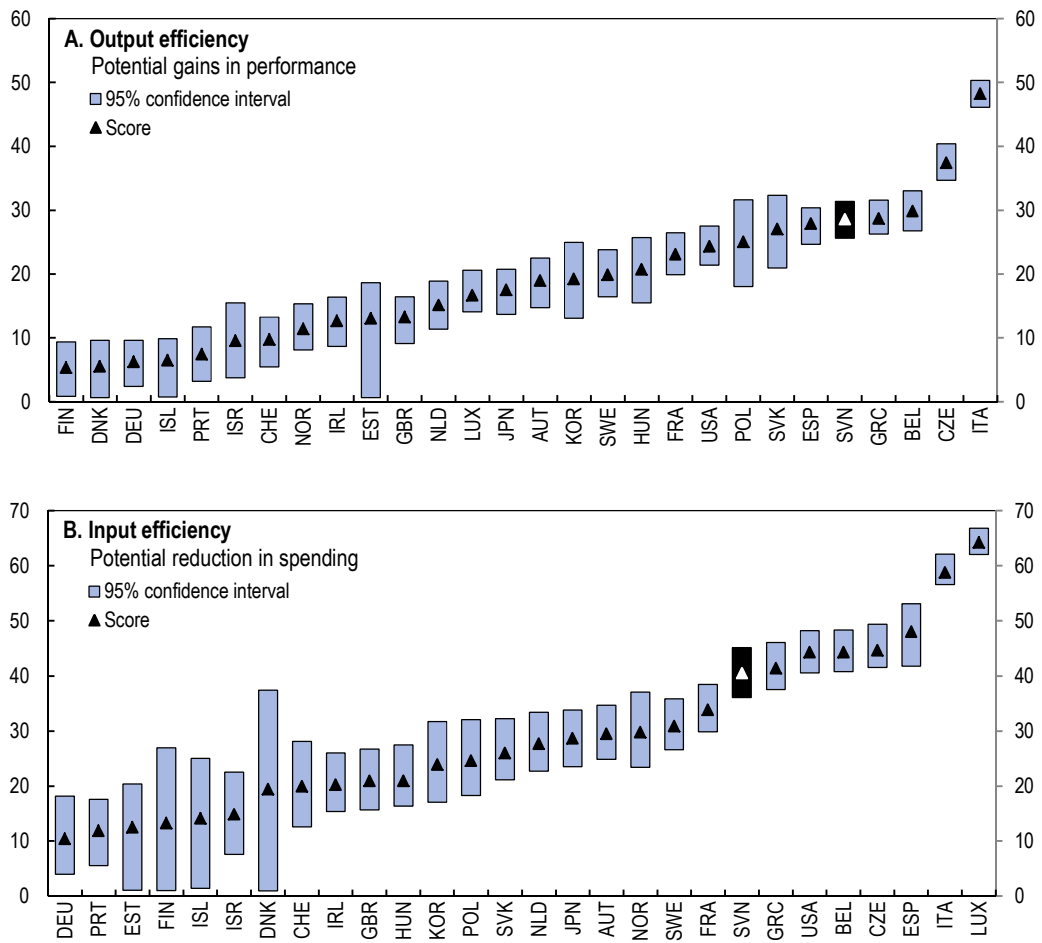 A. Output efficiency
Potential gains in performance
95% confidence interval
Score
60 60
50 50
40 40
30 30
20 20
10 10
0 0
FIN DNK DEU ISL PRT ISR CHE NOR IRL EST GBR NLD LUX JPN AUT KOR SWE HUN FRA USA POL SVK ESP SVN GRC BEL CZE ITA
B. Input efficiency
Potential reduction in spending
95% confidence interval
Score
70 70
60 60
50 50
40 40
30 30
20 20
10 10
0 0
DEU PRT EST FIN ISL ISR DNK CHE IRL GBR HUN KOR POL SVK NLD JPN AUT NOR SWE FRA SVN GRC USA BEL CZE ESP ITA LUX